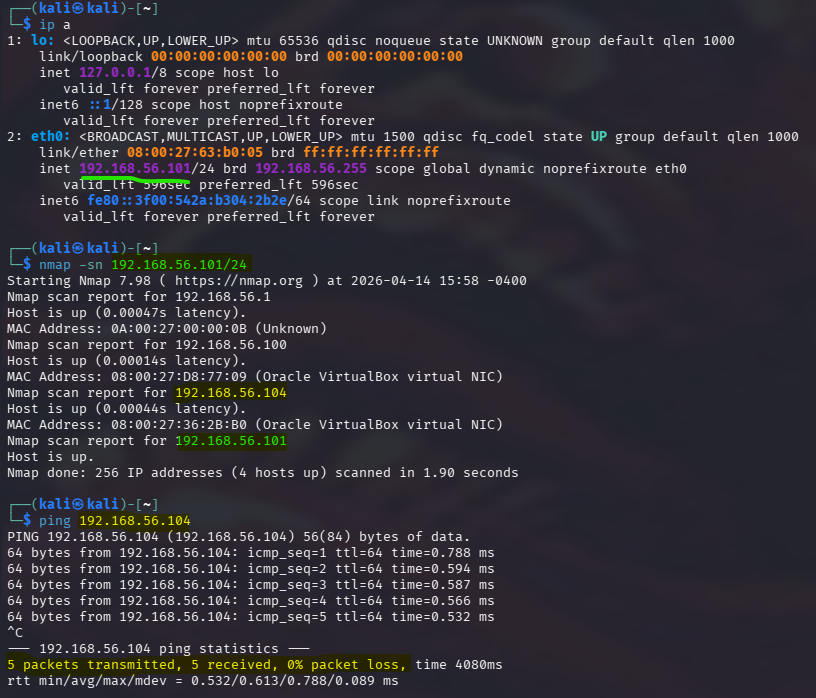 ┌──(kali㉿kali)-[~]
└─$ ip a
1: lo: <LOOPBACK,UP,LOWER_UP> mtu 65536 qdisc noqueue state UNKNOWN group default qlen 1000
    link/loopback 00:00:00:00:00:00 brd 00:00:00:00:00:00
    inet 127.0.0.1/8 scope host lo
       valid_lft forever preferred_lft forever
    inet6 ::1/128 scope host noprefixroute
       valid_lft forever preferred_lft forever
2: eth0: <BROADCAST,MULTICAST,UP,LOWER_UP> mtu 1500 qdisc fq_codel state UP group default qlen 1000
    link/ether 08:00:27:63:b0:05 brd ff:ff:ff:ff:ff:ff
    inet 192.168.56.101/24 brd 192.168.56.255 scope global dynamic noprefixroute eth0
       valid_lft 596sec preferred_lft 596sec
    inet6 fe80::3f00:542a:b304:2b2e/64 scope link noprefixroute
       valid_lft forever preferred_lft forever
┌──(kali㉿kali)-[~]
└─$ nmap -sn 192.168.56.101/24
Starting Nmap 7.98 ( https://nmap.org ) at 2026-04-14 15:58 -0400
Nmap scan report for 192.168.56.1
Host is up (0.00047s latency).
MAC Address: 0A:00:27:00:00:0B (Unknown)
Nmap scan report for 192.168.56.100
Host is up (0.00014s latency).
MAC Address: 08:00:27:D8:77:09 (Oracle VirtualBox virtual NIC)
Nmap scan report for 192.168.56.104
Host is up (0.00044s latency).
MAC Address: 08:00:27:36:2B:B0 (Oracle VirtualBox virtual NIC)
Nmap scan report for 192.168.56.101
Host is up.
Nmap done: 256 IP addresses (4 hosts up) scanned in 1.90 seconds
┌──(kali㉿kali)-[~]
└─$ ping 192.168.56.104
PING 192.168.56.104 (192.168.56.104) 56(84) bytes of data.
64 bytes from 192.168.56.104: icmp_seq=1 ttl=64 time=0.788 ms
64 bytes from 192.168.56.104: icmp_seq=2 ttl=64 time=0.594 ms
64 bytes from 192.168.56.104: icmp_seq=3 ttl=64 time=0.587 ms
64 bytes from 192.168.56.104: icmp_seq=4 ttl=64 time=0.566 ms
64 bytes from 192.168.56.104: icmp_seq=5 ttl=64 time=0.532 ms
^C
--- 192.168.56.104 ping statistics ---
5 packets transmitted, 5 received, 0% packet loss, time 4080ms
rtt min/avg/max/mdev = 0.532/0.613/0.788/0.089 ms